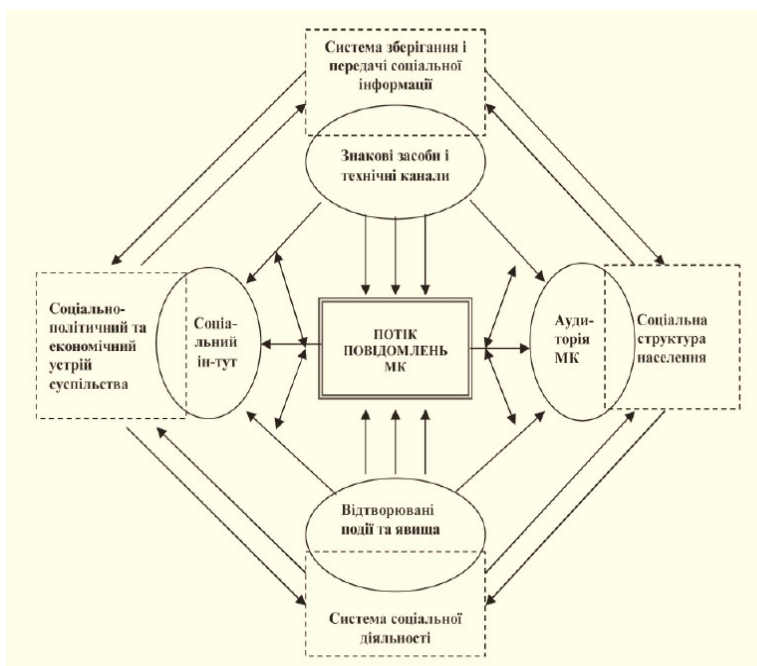 Система зберігання і
передачі соціальної
інформації
Знакові засоби і
технічні канали
Соціально-
політичний та
економічний
устрій
суспільства
Соціа-
льний
ін-тут
ПОТІК
ПОВІДОМЛЕНЬ
МК
Ауди-
торія
МК
Соціальна
структура
населення
Відтворювані
події та явища
Система соціальної
діяльності